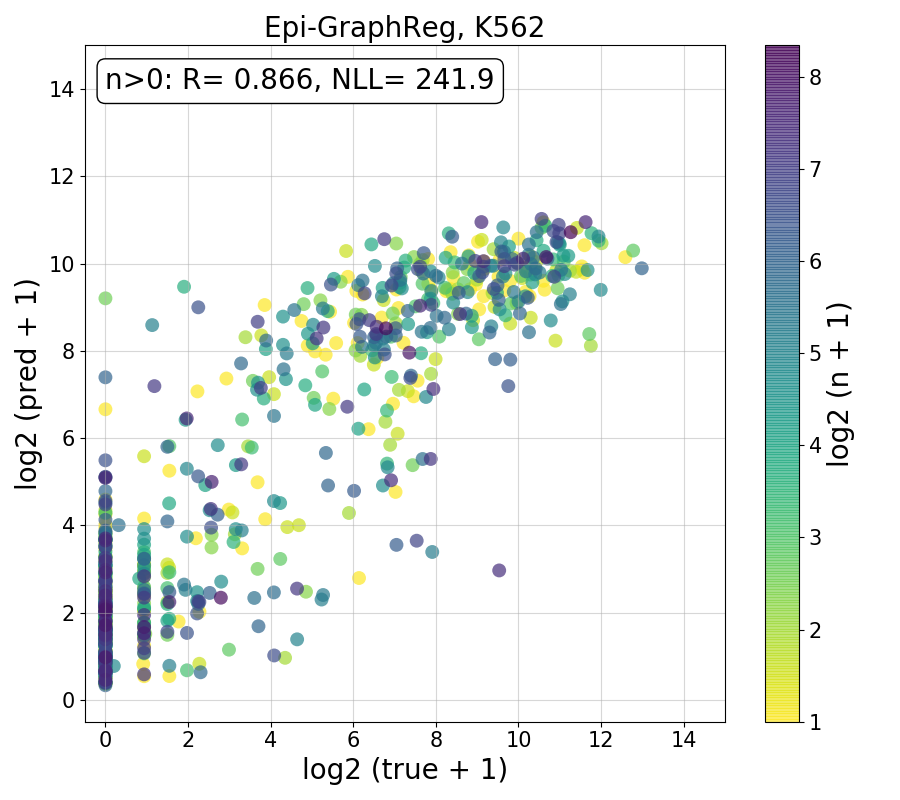 Epi-GraphReg, K562
n>0: R= 0.866, NLL= 241.9
log2 (pred + 1)
14
12
10
8
6
4
2
0
0 2 4 6 8 10 12 14
log2 (true + 1)
8
7
6
5
4
3
2
1
log2 (n + 1)